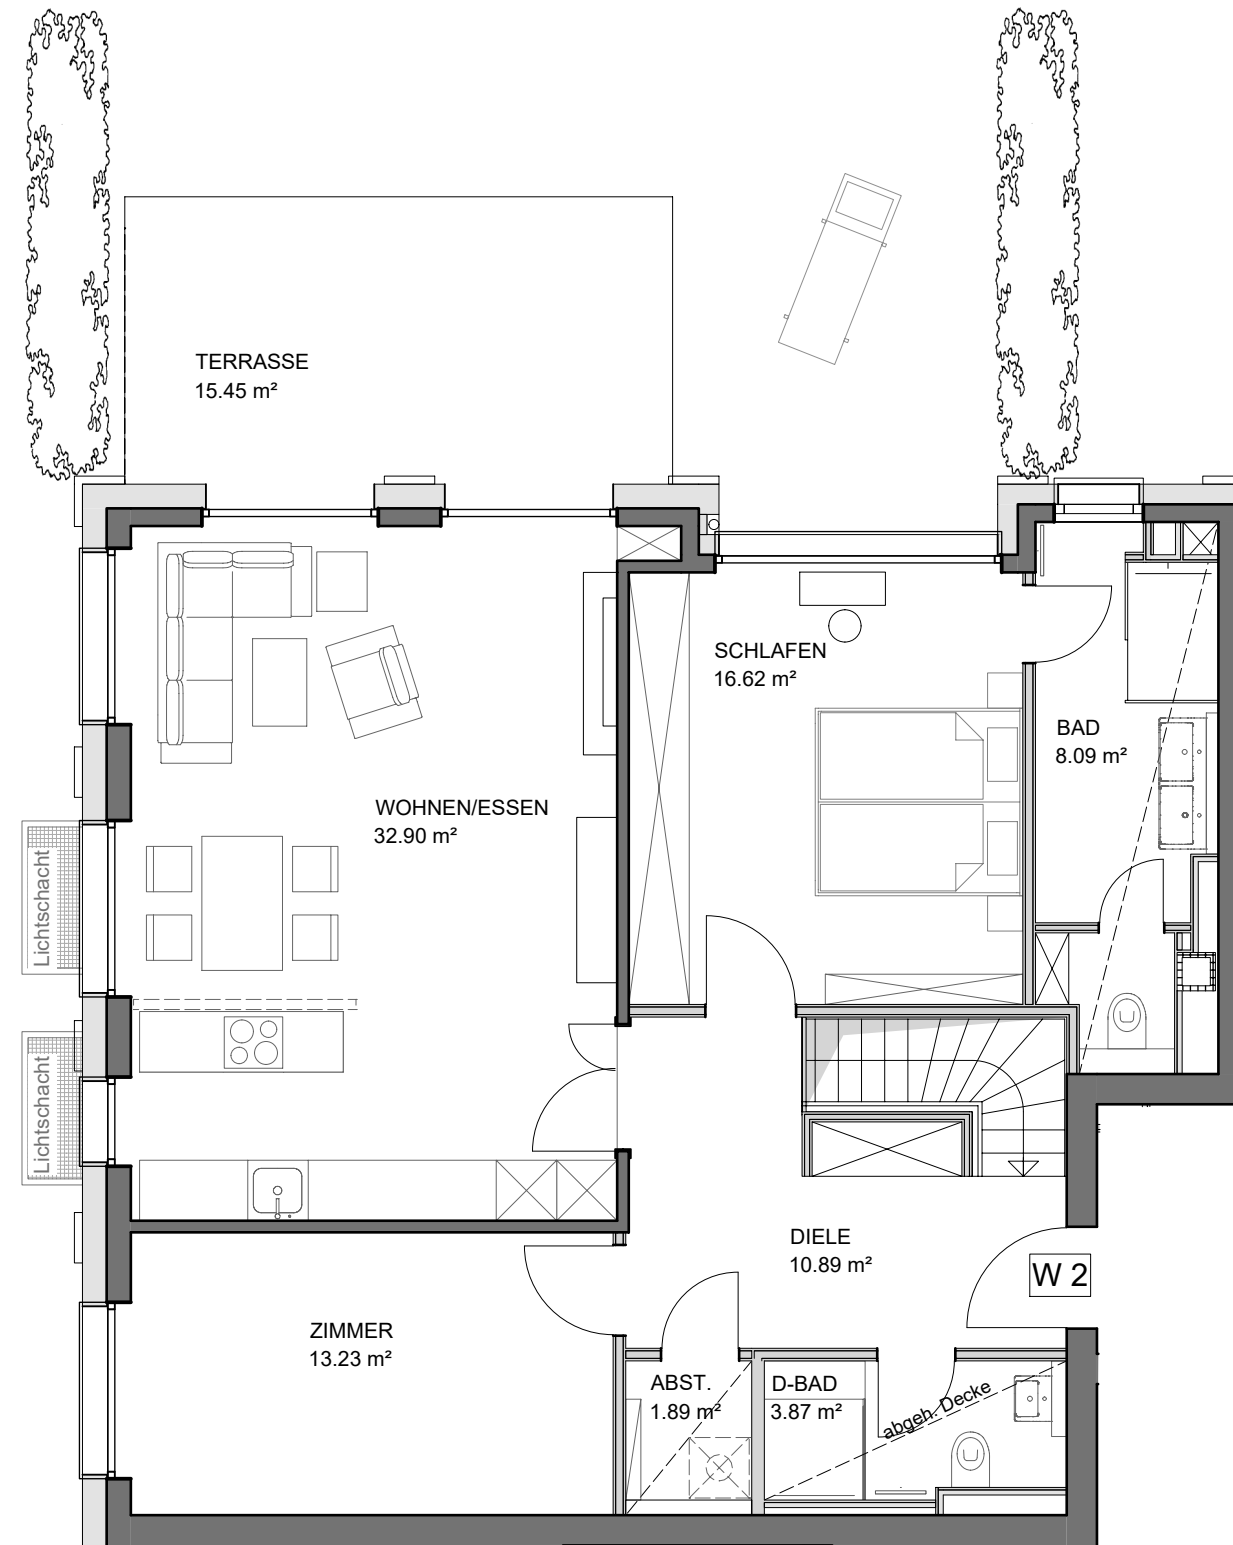 TERRASSE
15.45 m²
SCHLAFEN
16.62 m²
BAD
8.09 m²
WOHNEN/ESSEN
32.90 m²
Lichtschacht
Lichtschacht
DIELE
10.89 m²
W 2
ZIMMER
13.23 m²
ABST.
1.89 m²
D-BAD
3.87 m²
abgeh. Decke